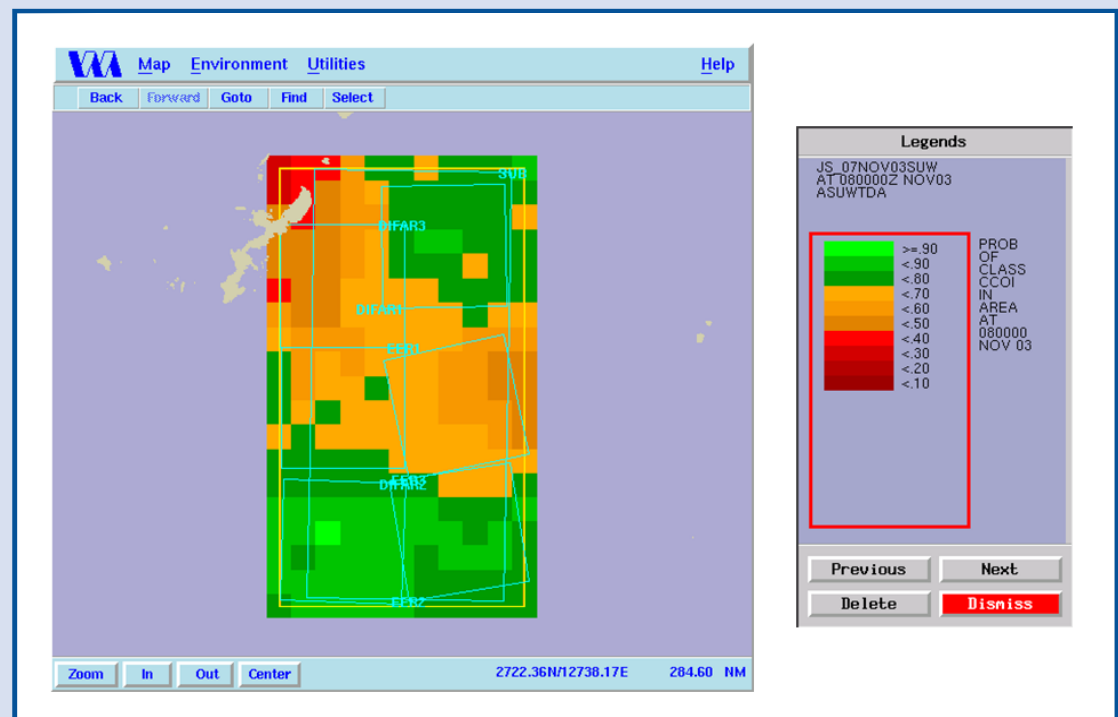 Map Environment Utilities Help
Back Forward Goto Find Select
SUB
DIFAR3
DIFAR1
EER1
EER3
DIFAR2
EER2
Zoom In Out Center 2722.36N/12738.17E 284.60 NM
Legends
JS_07NOV03SUW
AT 080000Z NOV03
ASUWTDA
>=.90
<.90
<.80
<.70
<.60
<.50
<.40
<.30
<.20
<.10
PROB
OF
CLASS
CCOI
IN
AREA
AT
080000
NOV 03
Previous Next
Delete Dismiss